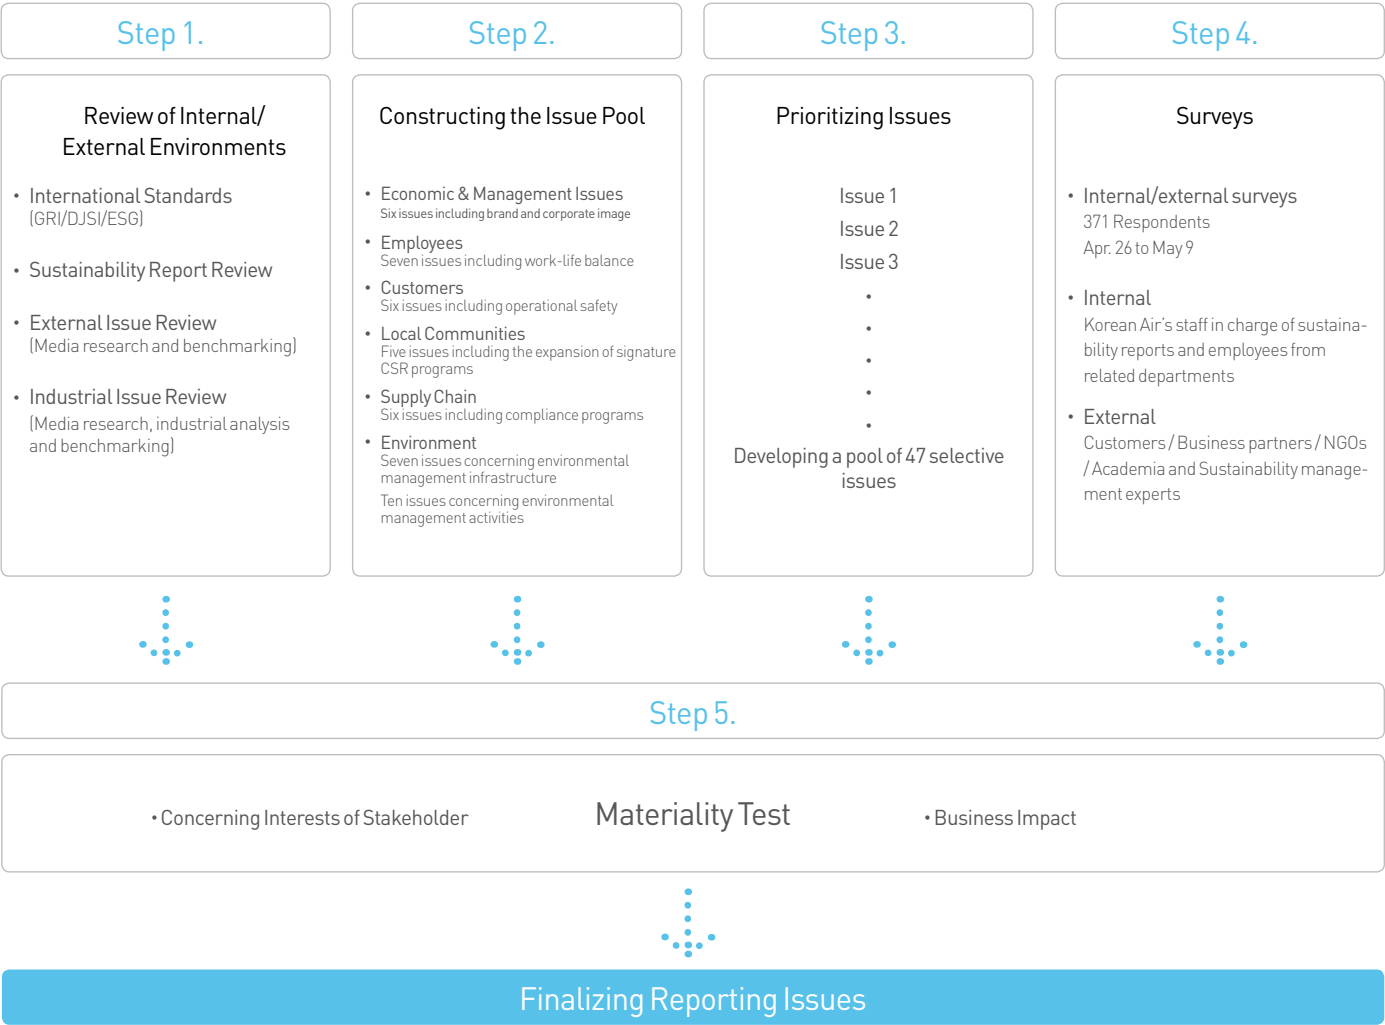 Step 1.
Review of Internal/
External Environments
• International Standards
(GRI/DJSI/ESG)
• Sustainability Report Review
• External Issue Review
(Media research and benchmarking)
• Industrial Issue Review
(Media research, industrial analysis
and benchmarking)
Step 2.
Constructing the Issue Pool
• Economic & Management Issues
Six issues including brand and corporate image
• Employees
Seven issues including work-life balance
• Customers
Six issues including operational safety
• Local Communities
Five issues including the expansion of signature
CSR programs
• Supply Chain
Six issues including compliance programs
• Environment
Seven issues concerning environmental
management infrastructure
Ten issues concerning environmental
management activities
Step 3.
Prioritizing Issues
Issue 1
Issue 2
Issue 3
•
•
•
•
•
Developing a pool of 47 selective
issues
Step 4.
Surveys
• Internal/external surveys
371 Respondents
Apr. 26 to May 9
• Internal
Korean Air's staff in charge of sustaina-
bility reports and employees from
related departments
• External
Customers / Business partners / NGOs
/ Academia and Sustainability manage-
ment experts
Step 5.
• Concerning Interests of Stakeholder
Materiality Test
• Business Impact
Finalizing Reporting Issues